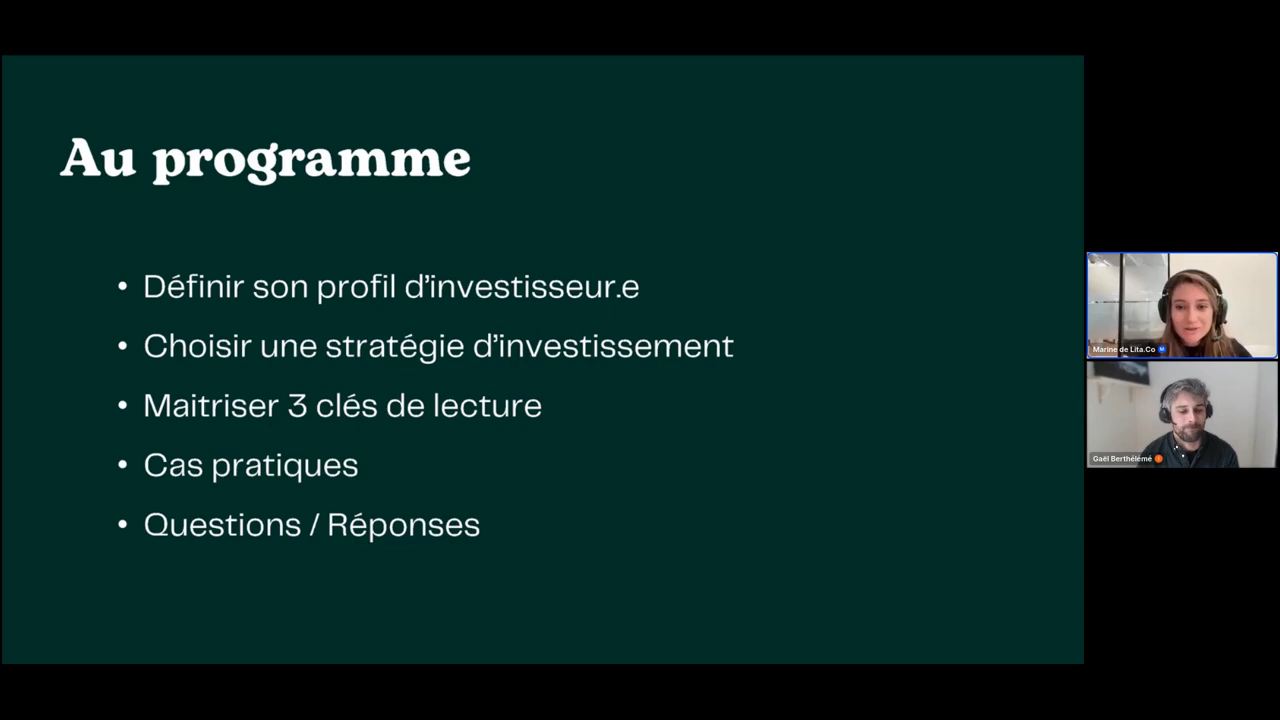 Au programme
• Définir son profil d’investisseur.e
• Choisir une stratégie d’investissement
• Maitriser 3 clés de lecture
• Cas pratiques
• Questions / Réponses
Marine de Lita.Co
Gaël Berthélémé